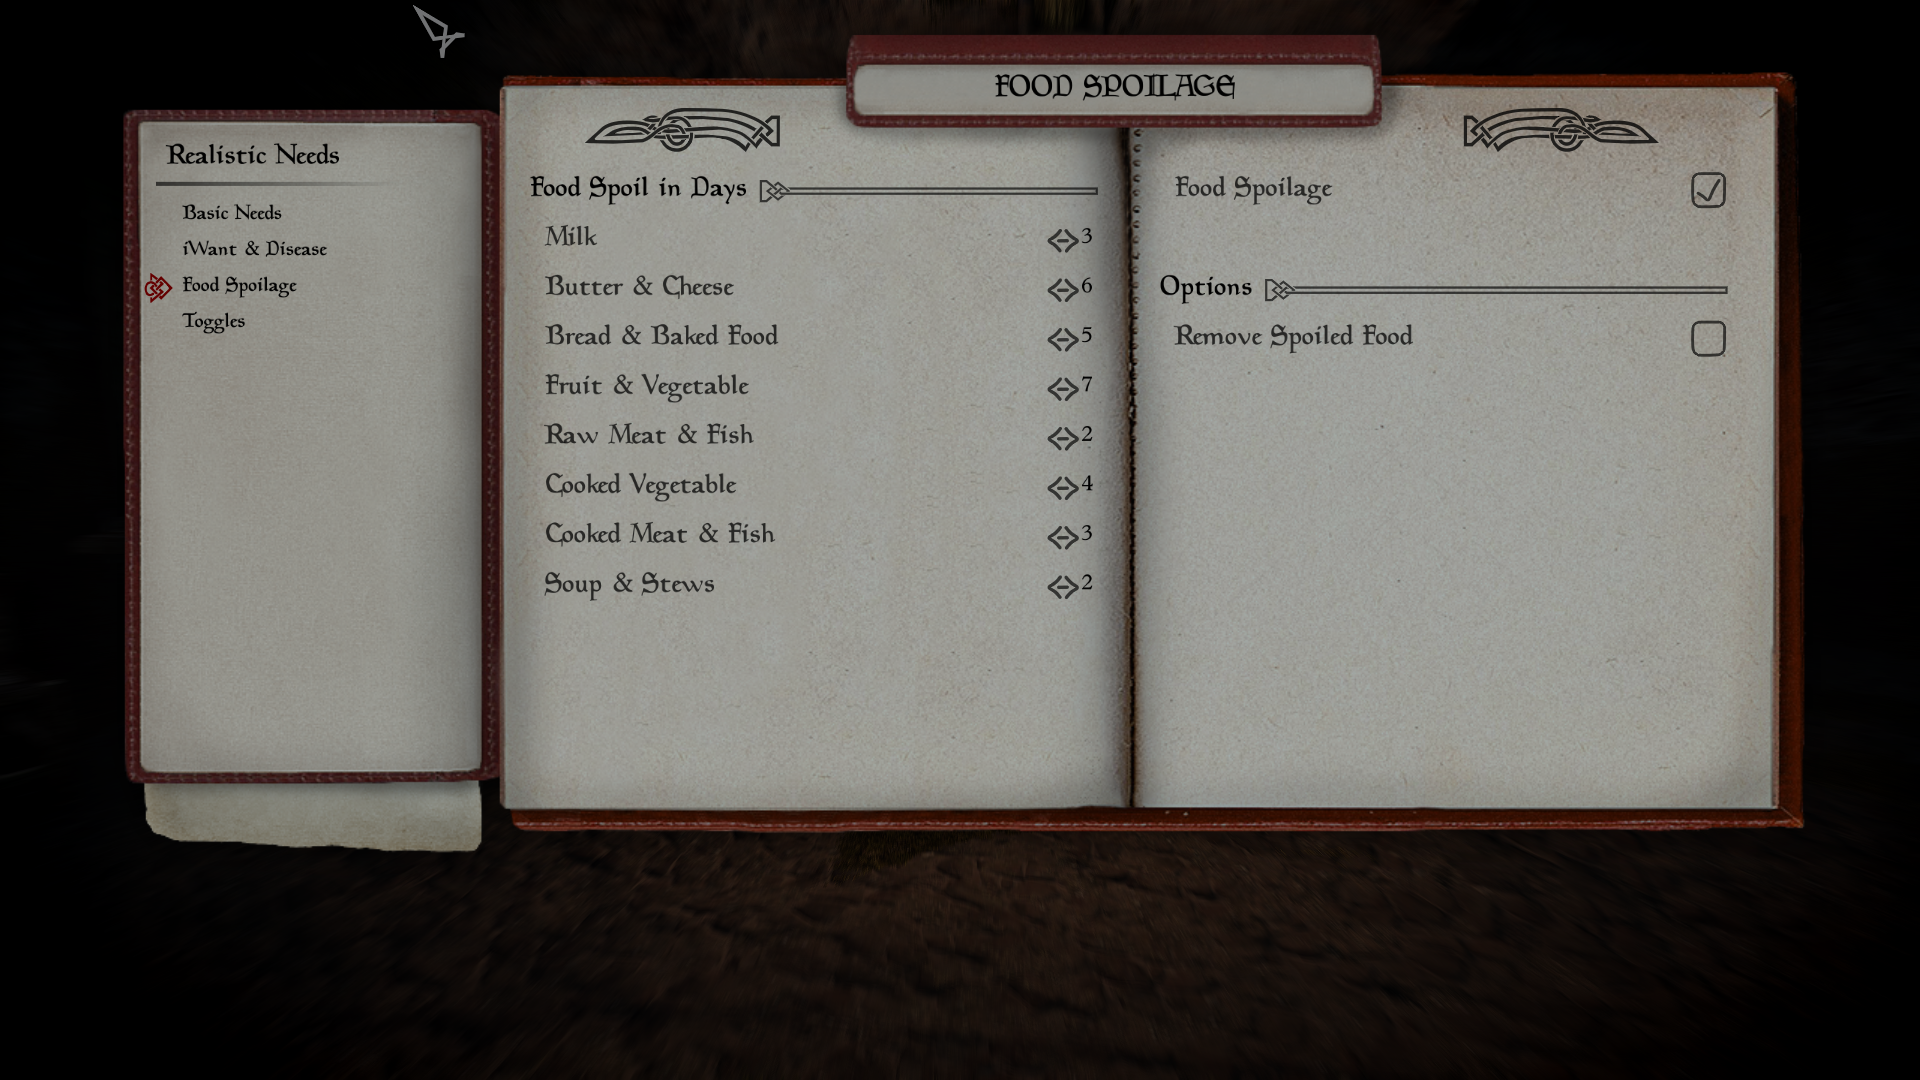 FOOD SPOILAGE
Realistic Needs
Basic Needs
iWant & Disease
Food Spoilage
Toggles
Food Spoil in Days
Milk 3
Butter & Cheese 6
Bread & Baked Food 5
Fruit & Vegetable 7
Raw Meat & Fish 2
Cooked Vegetable 4
Cooked Meat & Fish 3
Soup & Stews 2
Food Spoilage
Options
Remove Spoiled Food